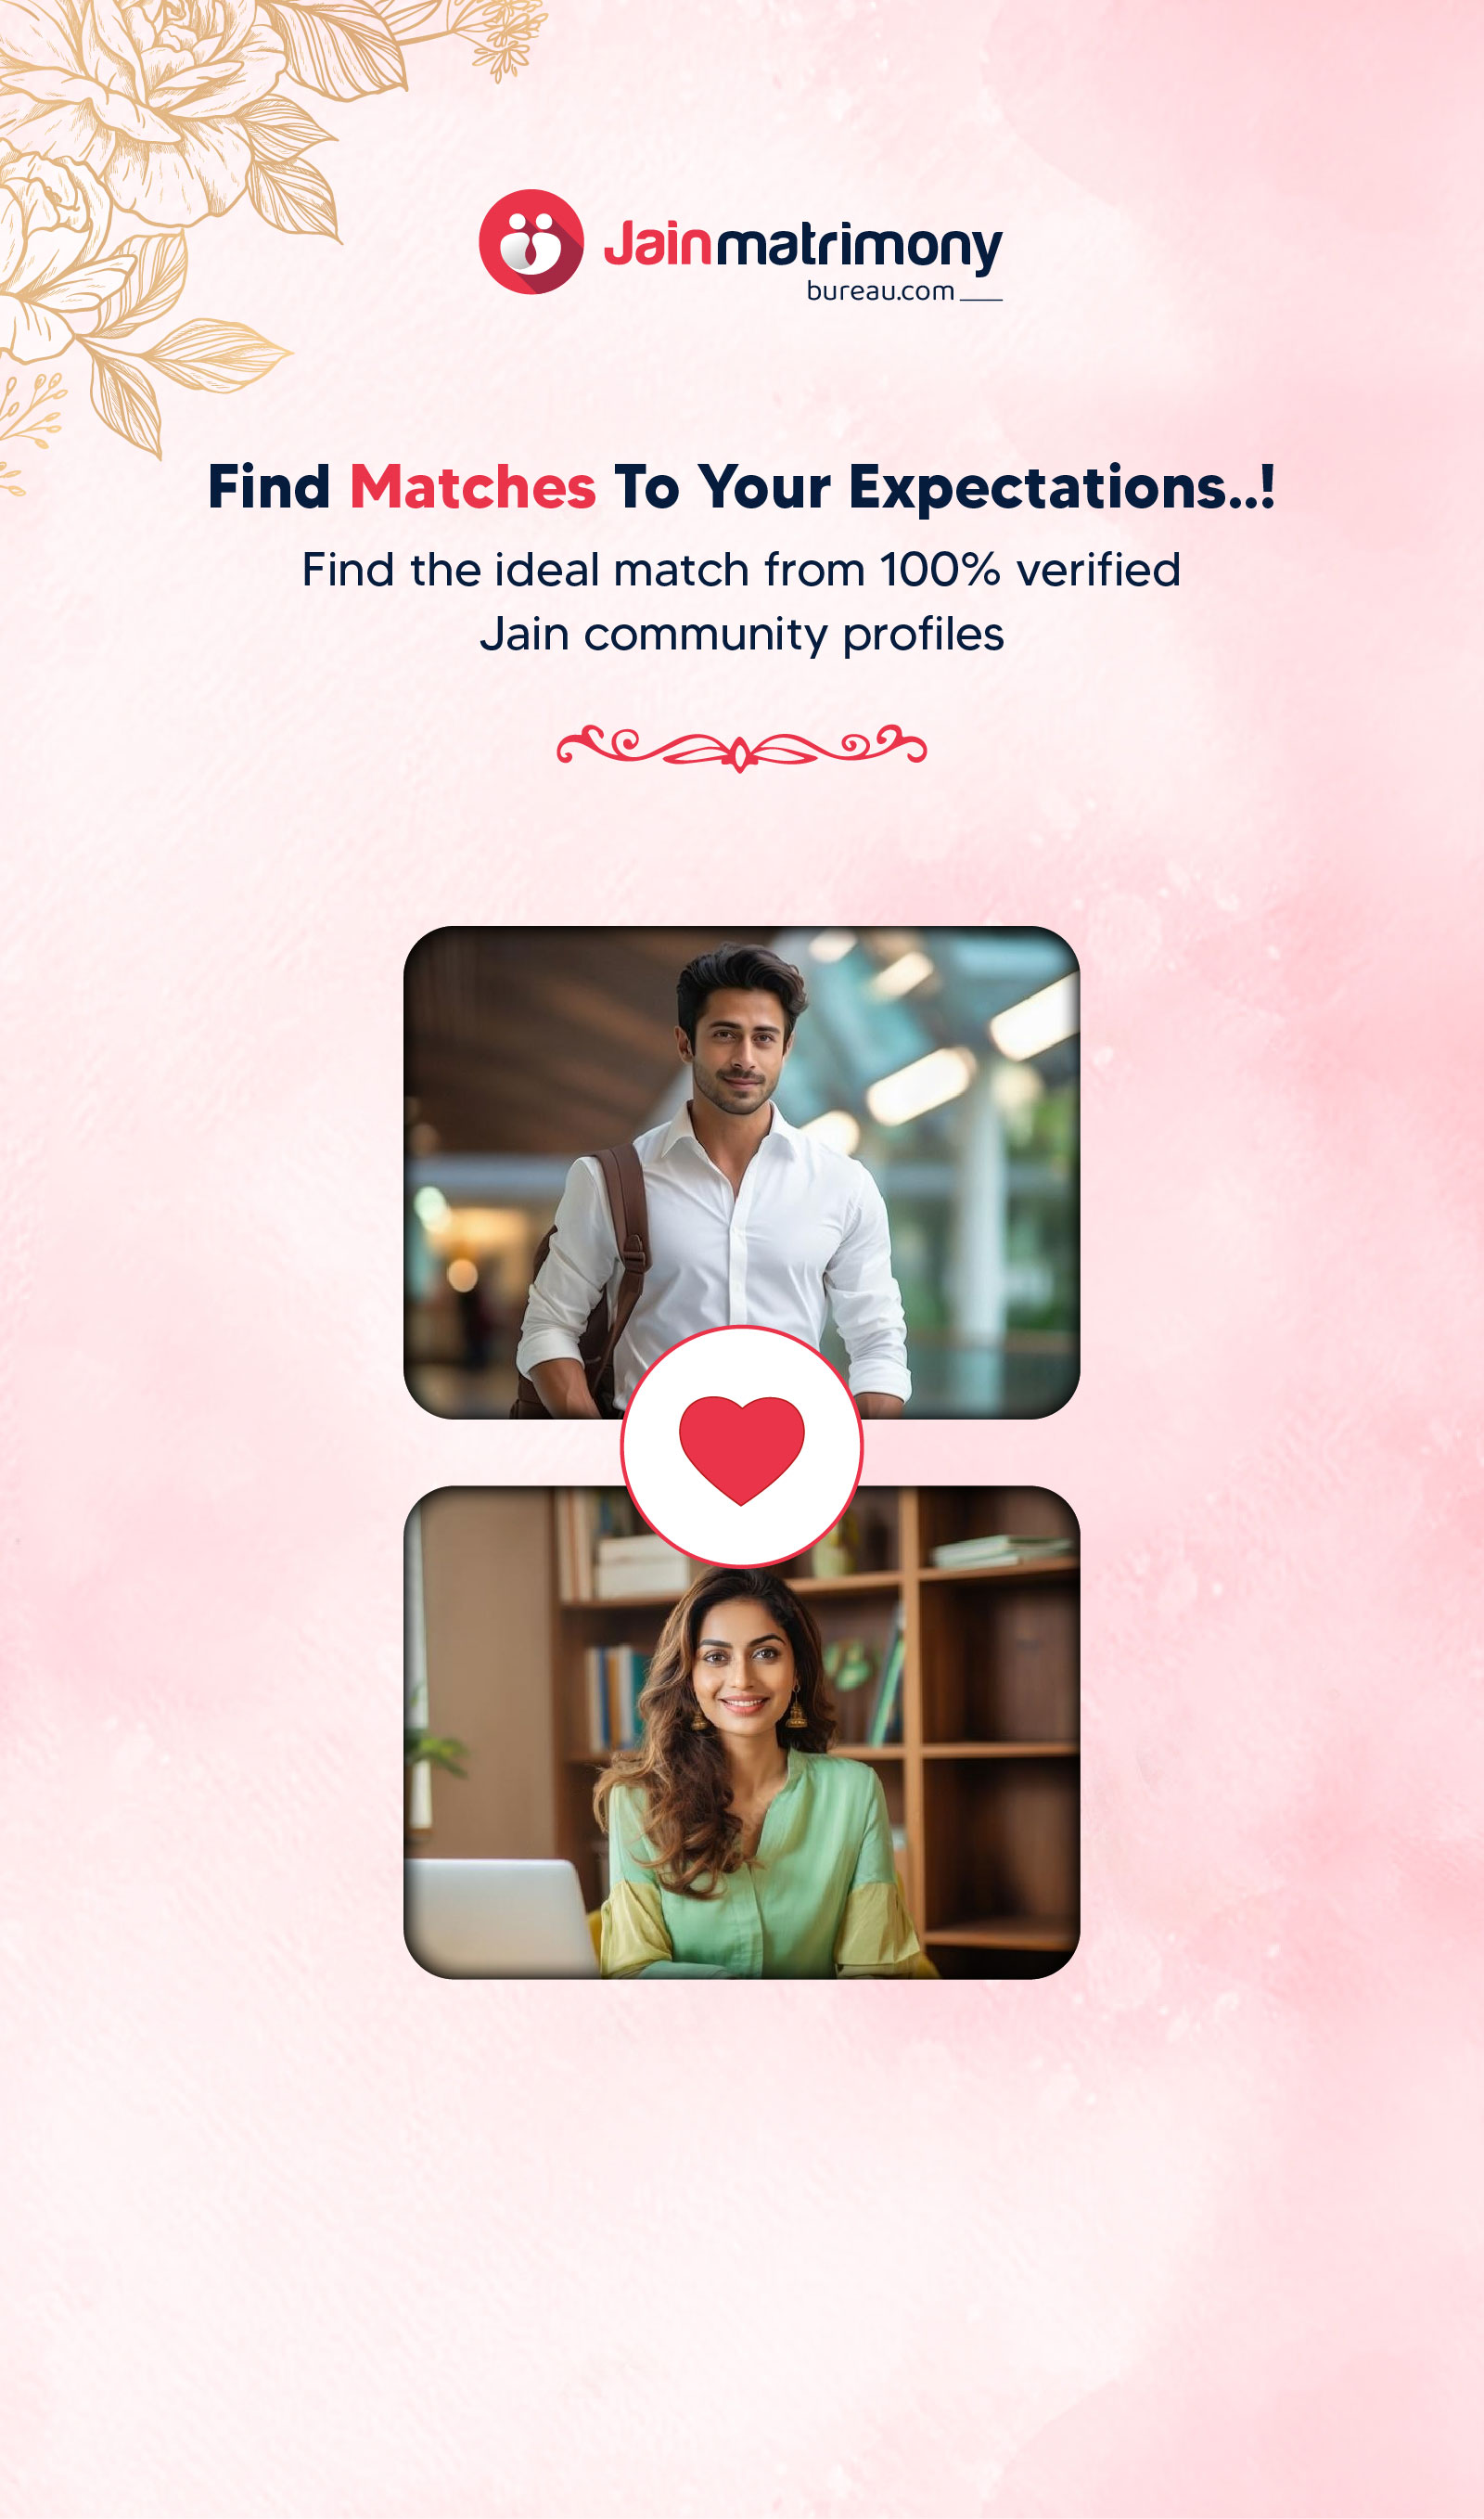 Jainmatrimony
bureau.com
Find Matches To Your Expectations..!
Find the ideal match from 100% verified
Jain community profiles